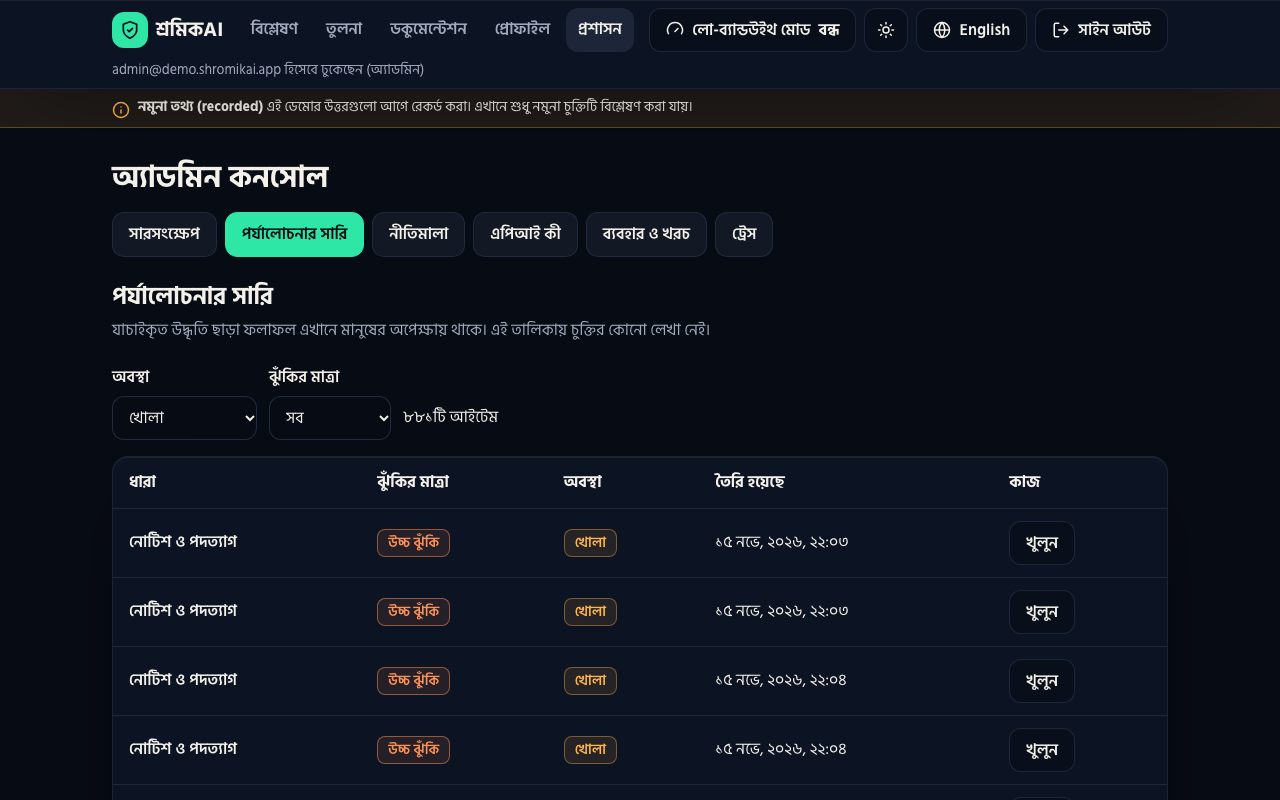 শ্রমিকAI
বিশ্লেষণ
তুলনা
ডকুমেন্টেশন
প্রোফাইল
প্রশাসন
লো-ব্যান্ডউইথ মোড বন্ধ
English
সাইন আউট
admin@demo.shromikai.app হিসেবে ঢুকেছেন (অ্যাডমিন)
নমুনা তথ্য (recorded) এই ডেমোর উত্তরগুলো আগে রেকর্ড করা। এখানে শুধু নমুনা চুক্তিটি বিশ্লেষণ করা যায়।
অ্যাডমিন কনসোল
সারসংক্ষেপ
পর্যালোচনার সারি
নীতিমালা
এপিআই কী
ব্যবহার ও খরচ
ট্রেস
পর্যালোচনার সারি
যাচাইকৃত উদ্ধৃতি ছাড়া ফলাফল এখানে মানুষের অপেক্ষায় থাকে। এই তালিকায় চুক্তির কোনো লেখা নেই।
অবস্থা
ঝুঁকির মাত্রা
খোলা
সব
৮৮১টি আইটেম
ধারা ঝুঁকির মাত্রা অবস্থা তৈরি হয়েছে কাজ
নোটিশ ও পদত্যাগ উচ্চ ঝুঁকি খোলা ১৫ নভে, ২০২৬, ২২:০৩ খুলুন
নোটিশ ও পদত্যাগ উচ্চ ঝুঁকি খোলা ১৫ নভে, ২০২৬, ২২:০৩ খুলুন
নোটিশ ও পদত্যাগ উচ্চ ঝুঁকি খোলা ১৫ নভে, ২০২৬, ২২:০৪ খুলুন
নোটিশ ও পদত্যাগ উচ্চ ঝুঁকি খোলা ১৫ নভে, ২০২৬, ২২:০৪ খুলুন